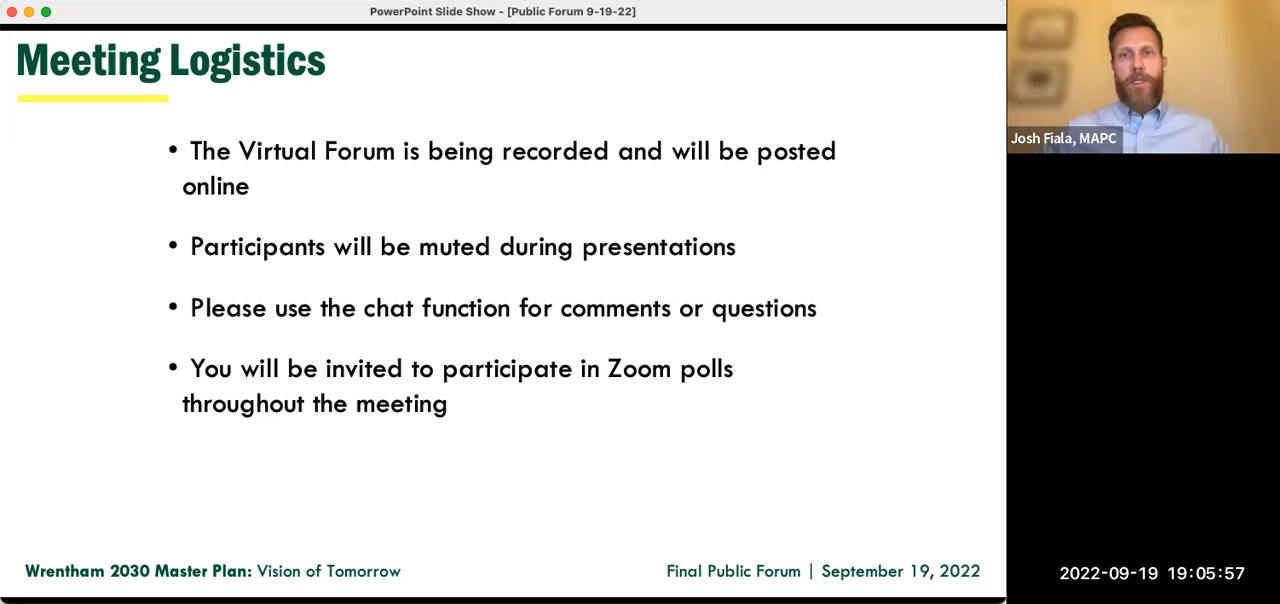 PowerPoint Slide Show - [Public Forum 9-19-22]
Meeting Logistics
• The Virtual Forum is being recorded and will be posted
online
• Participants will be muted during presentations
• Please use the chat function for comments or questions
• You will be invited to participate in Zoom polls
throughout the meeting
Wrentham 2030 Master Plan: Vision of Tomorrow
Final Public Forum | September 19, 2022
Josh Fiala, MAPC
2022-09-19 19:05:57